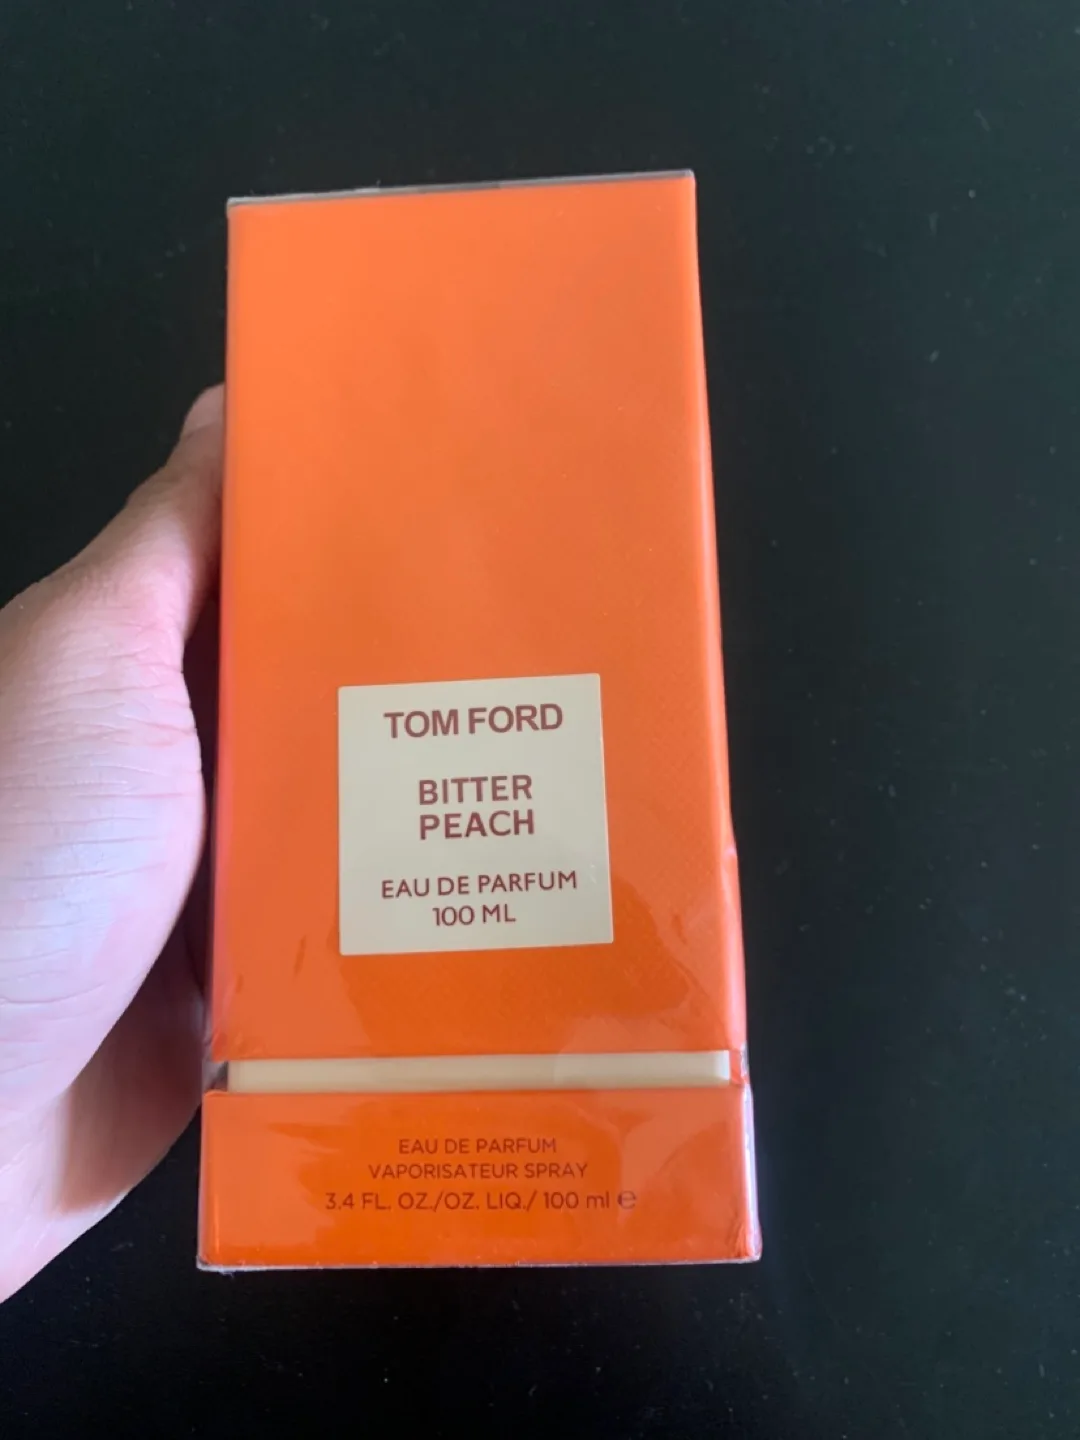 TOM FORD
BITTER
PEACH
EAU DE PARFUM
100 ML
EAU DE PARFUM
VAPORISATEUR SPRAY
3.4 FL. OZ./OZ. LIQ./ 100 ml ℮